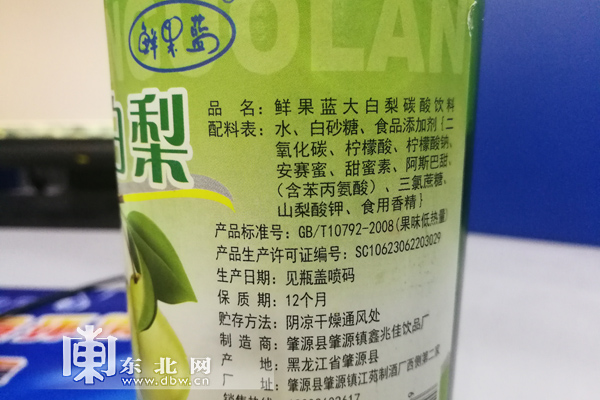 鲜果蓝
OLAN
梨
品 名：鲜果蓝大白梨碳酸饮料
配料表：水、白砂糖、食品添加剂{二
氧化碳、柠檬酸、柠檬酸钠、
安赛蜜、甜蜜素、阿斯巴甜
（含苯丙氨酸）、三氯蔗糖、
山梨酸钾、食用香精}
产品标准号：GB/T10792-2008(果味低热量)
产品生产许可证编号：SC10623062203029
生产日期：见瓶盖喷码
保 质 期：12个月
贮存方法：阴凉干燥通风处
制 造 商：肇源县肇源镇鑫兆佳饮品厂
产 地：黑龙江省肇源县
厂 址：肇源县肇源镇江苑制酒厂西侧第二家
销售热线
东北网
www.dbw.cn